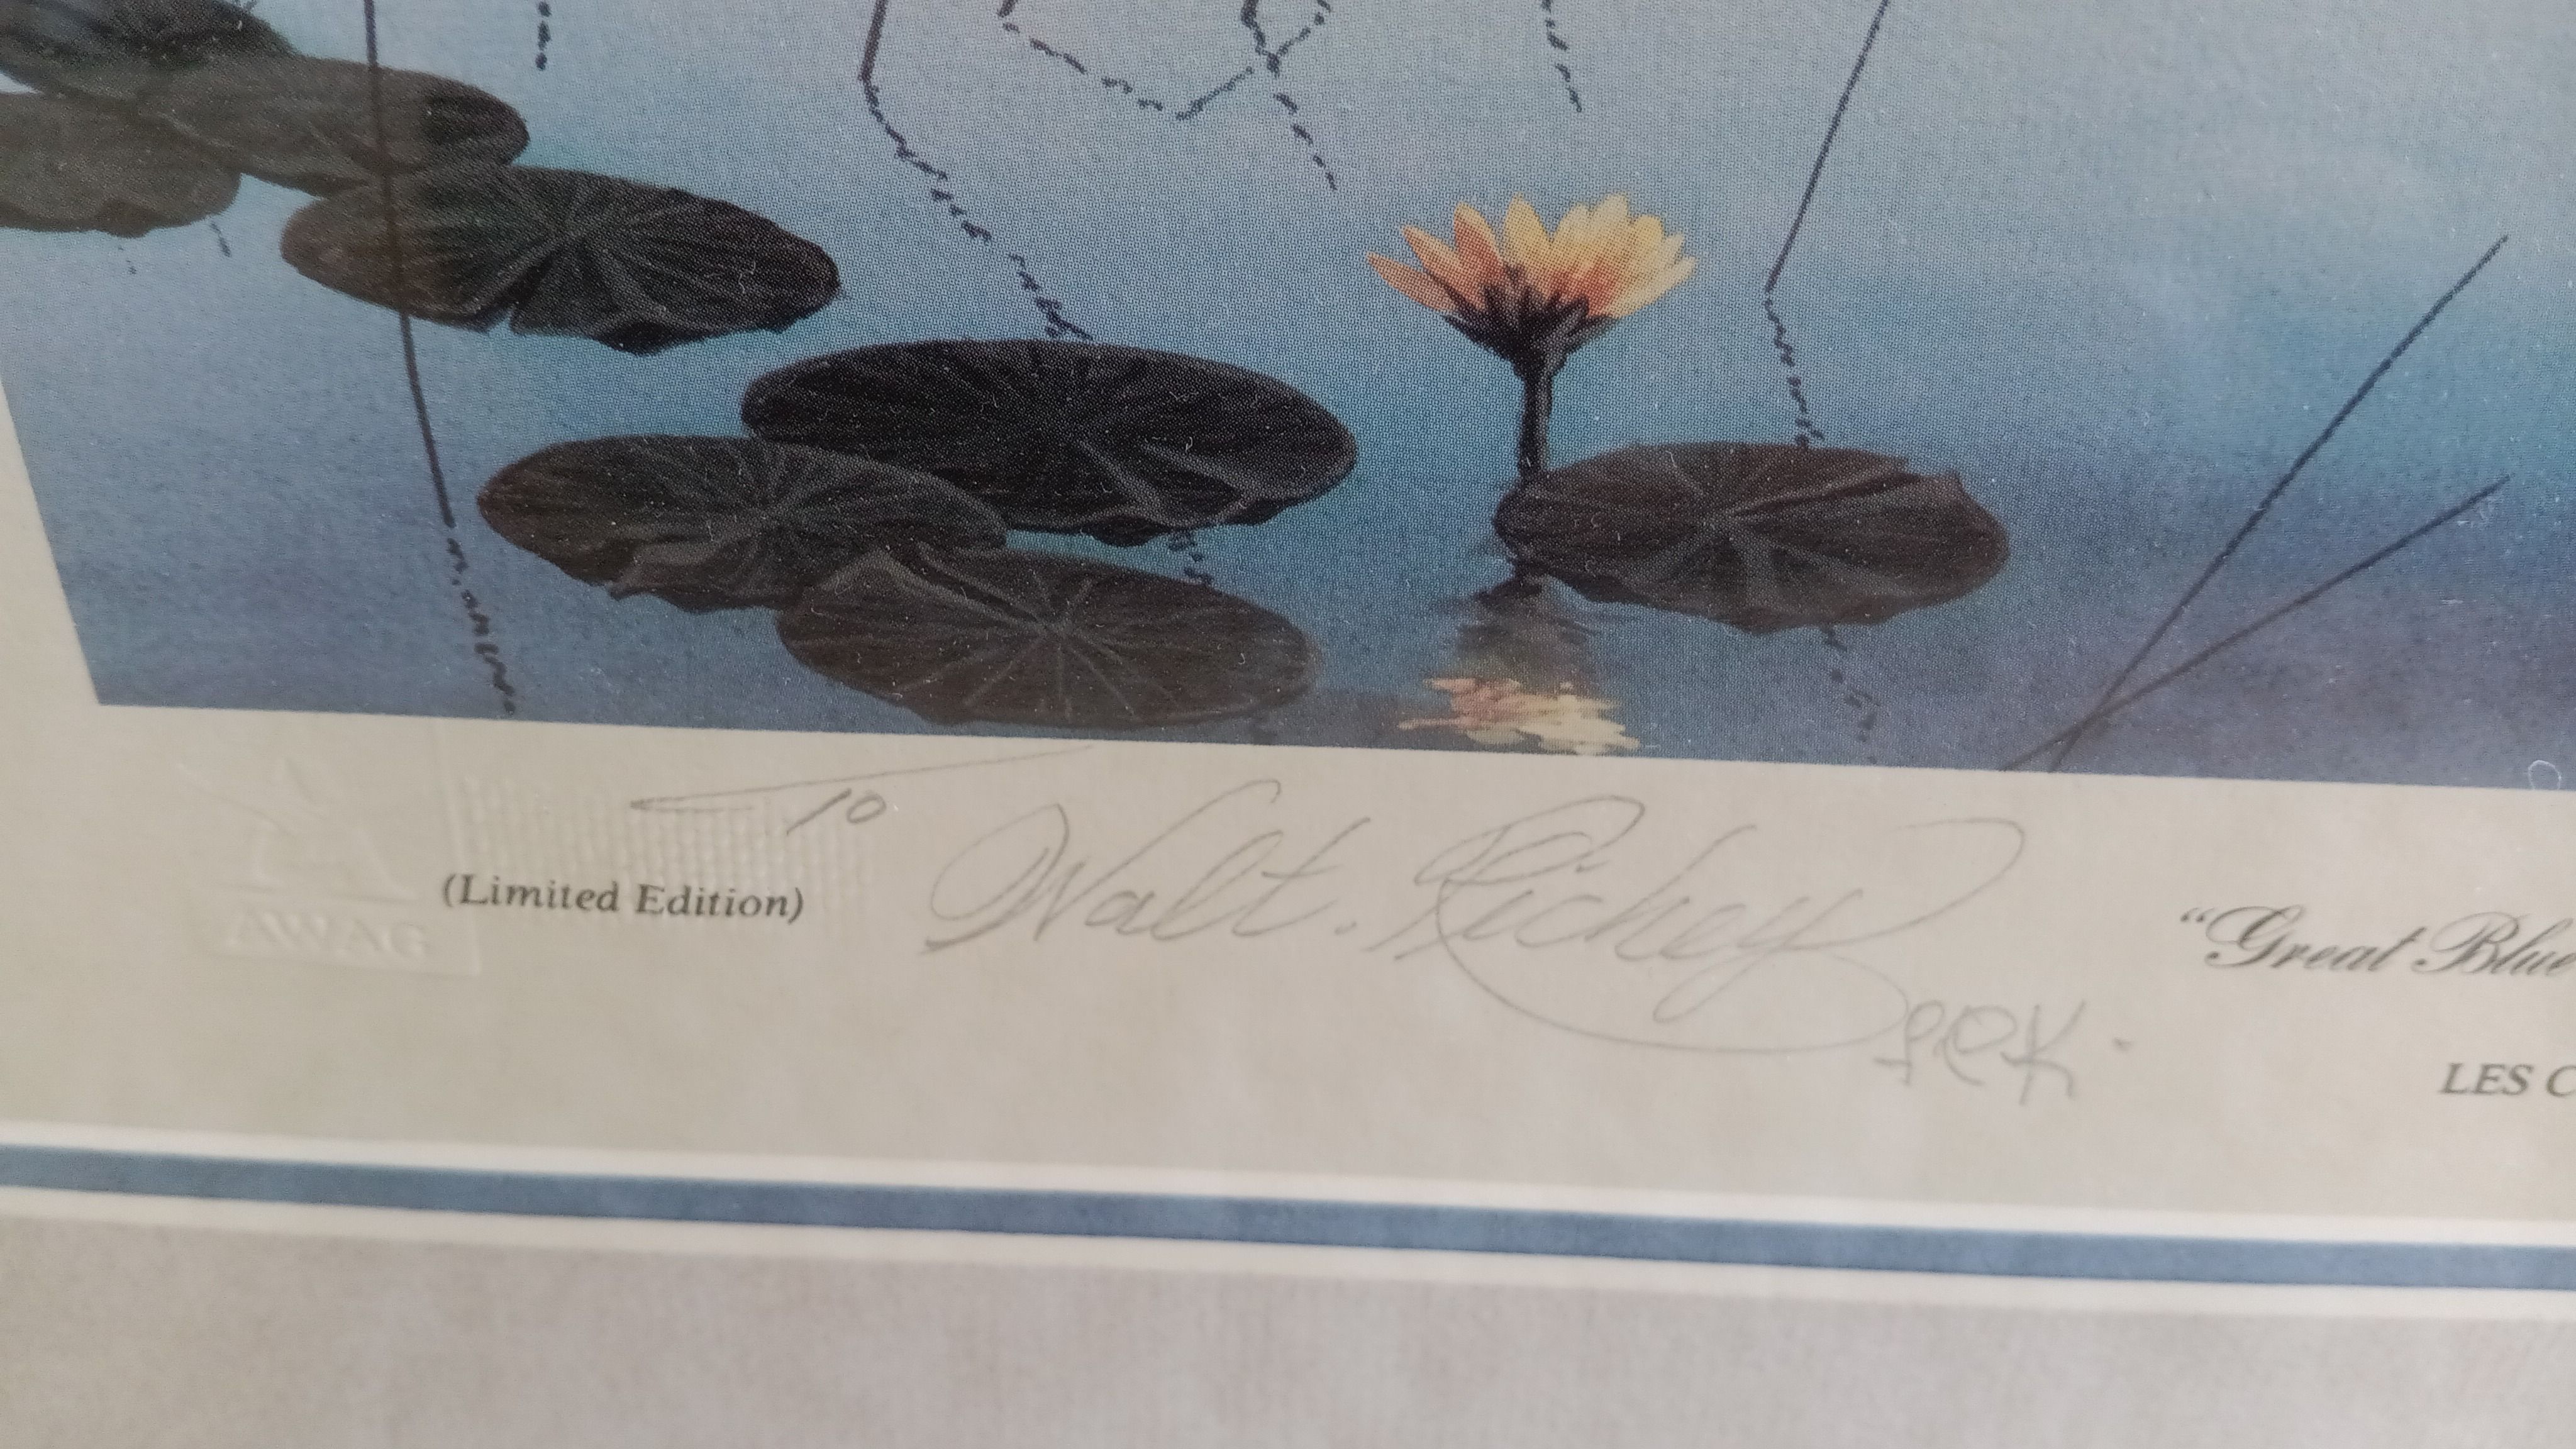 To
(Limited Edition) Walt. Richey
AWAG
"Great Blue
LES C